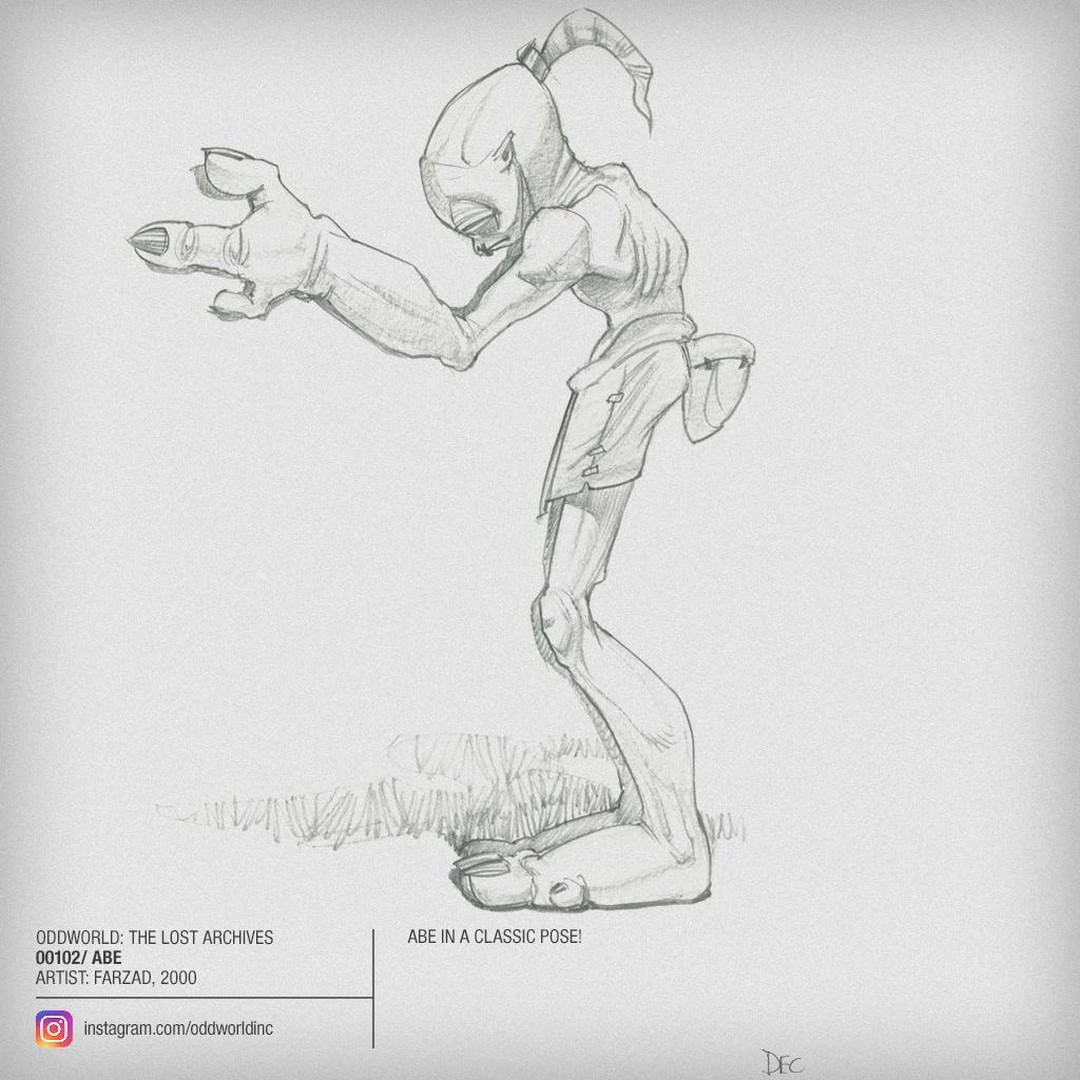 ODDWORLD: THE LOST ARCHIVES
00102/ ABE
ARTIST: FARZAD, 2000
instagram.com/oddworldinc
ABE IN A CLASSIC POSE!
DEC